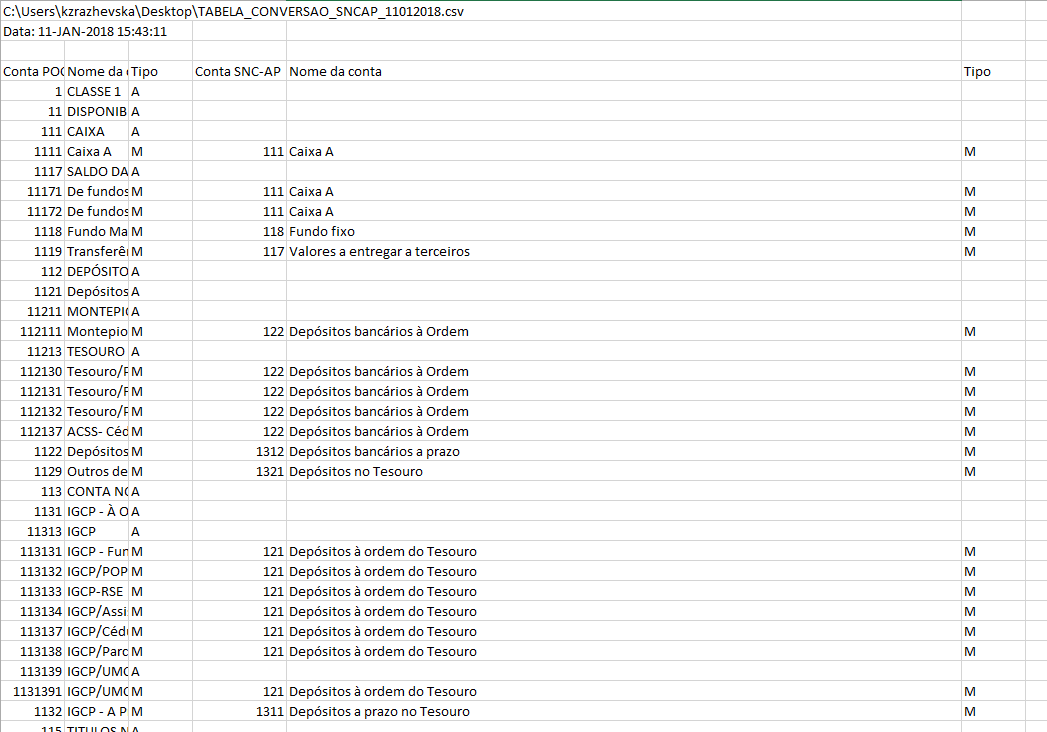 C:\Users\kzrazhevska\Desktop\TABELA_CONVERSAO_SNCAP_11012018.csv
Data: 11-JAN-2018 15:43:11
Conta POC Nome da Tipo Conta SNC-AP Nome da conta Tipo
1 CLASSE 1 A
11 DISPONIB A
111 CAIXA A
1111 Caixa A M 111 Caixa A M
1117 SALDO DA A
11171 De fundos M 111 Caixa A M
11172 De fundos M 111 Caixa A M
1118 Fundo Ma M 118 Fundo fixo M
1119 Transferê M 117 Valores a entregar a terceiros M
112 DEPÓSITO A
1121 Depósitos A
11211 MONTEPI A
112111 Montepio M 122 Depósitos bancários à Ordem M
11213 TESOURO A
112130 Tesouro/ M 122 Depósitos bancários à Ordem M
112131 Tesouro/ M 122 Depósitos bancários à Ordem M
112132 Tesouro/ M 122 Depósitos bancários à Ordem M
112137 ACSS- Céd M 122 Depósitos bancários à Ordem M
1122 Depósitos M 1312 Depósitos bancários a prazo M
1129 Outros de M 1321 Depósitos no Tesouro M
113 CONTA NO A
1131 IGCP - À O A
11313 IGCP A
113131 IGCP - Fun M 121 Depósitos à ordem do Tesouro M
113132 IGCP/POP M 121 Depósitos à ordem do Tesouro M
113133 IGCP-RSE M 121 Depósitos à ordem do Tesouro M
113134 IGCP/Assi M 121 Depósitos à ordem do Tesouro M
113137 IGCP/Céd M 121 Depósitos à ordem do Tesouro M
113138 IGCP/Parc M 121 Depósitos à ordem do Tesouro M
113139 IGCP/UMC A
1131391 IGCP/UMC M 121 Depósitos à ordem do Tesouro M
1132 IGCP - A P M 1311 Depósitos a prazo no Tesouro M
115 TITULOS N A